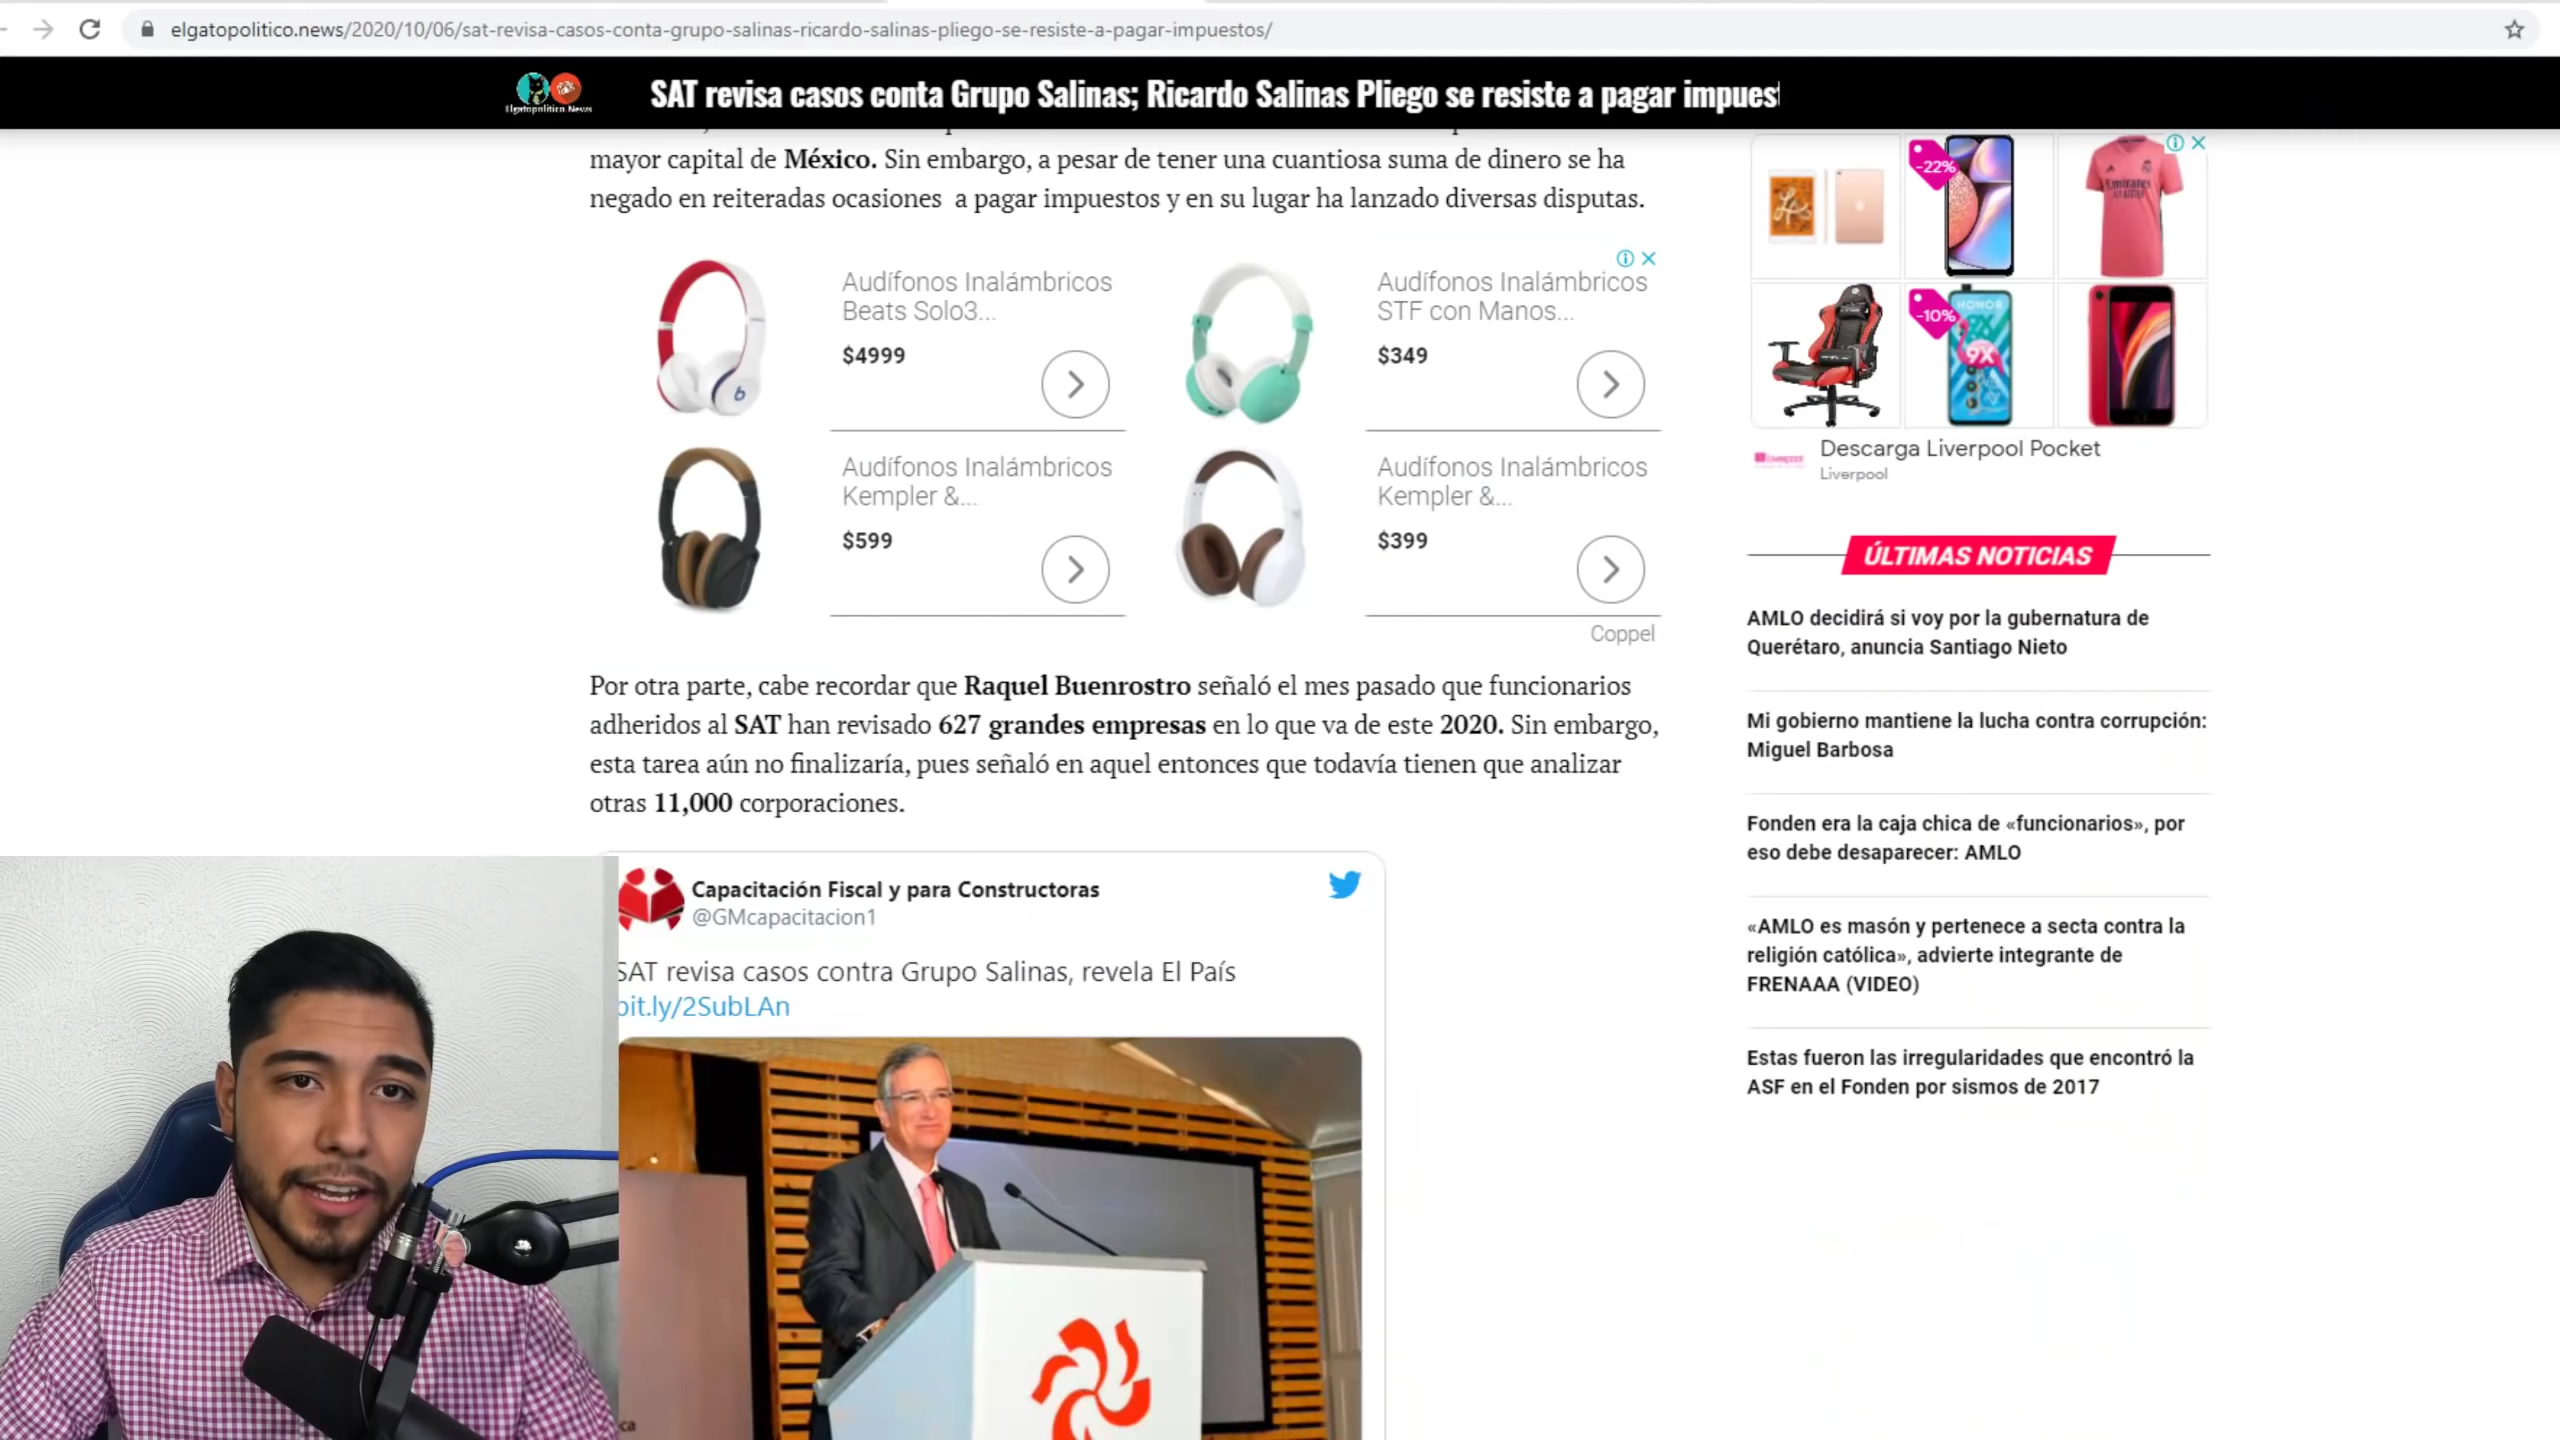 elgatopolitico.news/2020/10/06/sat-revisa-casos-conta-grupo-salinas-ricardo-salinas-pliego-se-resiste-a-pagar-impuestos/
Elgatopolitico.News
SAT revisa casos conta Grupo Salinas; Ricardo Salinas Pliego se resiste a pagar impues
mayor capital de México. Sin embargo, a pesar de tener una cuantiosa suma de dinero se ha
negado en reiteradas ocasiones a pagar impuestos y en su lugar ha lanzado diversas disputas.
Audífonos Inalámbricos
Beats Solo3...
$4999
Audífonos Inalámbricos
STF con Manos...
$349
Audífonos Inalámbricos
Kempler &...
$599
Audífonos Inalámbricos
Kempler &...
$399
Coppel
Por otra parte, cabe recordar que Raquel Buenrostro señaló el mes pasado que funcionarios
adheridos al SAT han revisado 627 grandes empresas en lo que va de este 2020. Sin embargo,
esta tarea aún no finalizaría, pues señaló en aquel entonces que todavía tienen que analizar
otras 11,000 corporaciones.
Capacitación Fiscal y para Constructoras
@GMcapacitacion1
SAT revisa casos contra Grupo Salinas, revela El País
bit.ly/2SubLAn
-22%
Emirates
-10%
HONOR
9X
Descarga Liverpool Pocket
Liverpool
ÚLTIMAS NOTICIAS
AMLO decidirá si voy por la gubernatura de
Querétaro, anuncia Santiago Nieto
Mi gobierno mantiene la lucha contra corrupción:
Miguel Barbosa
Fonden era la caja chica de «funcionarios», por
eso debe desaparecer: AMLO
«AMLO es masón y pertenece a secta contra la
religión católica», advierte integrante de
FRENAAA (VIDEO)
Estas fueron las irregularidades que encontró la
ASF en el Fonden por sismos de 2017